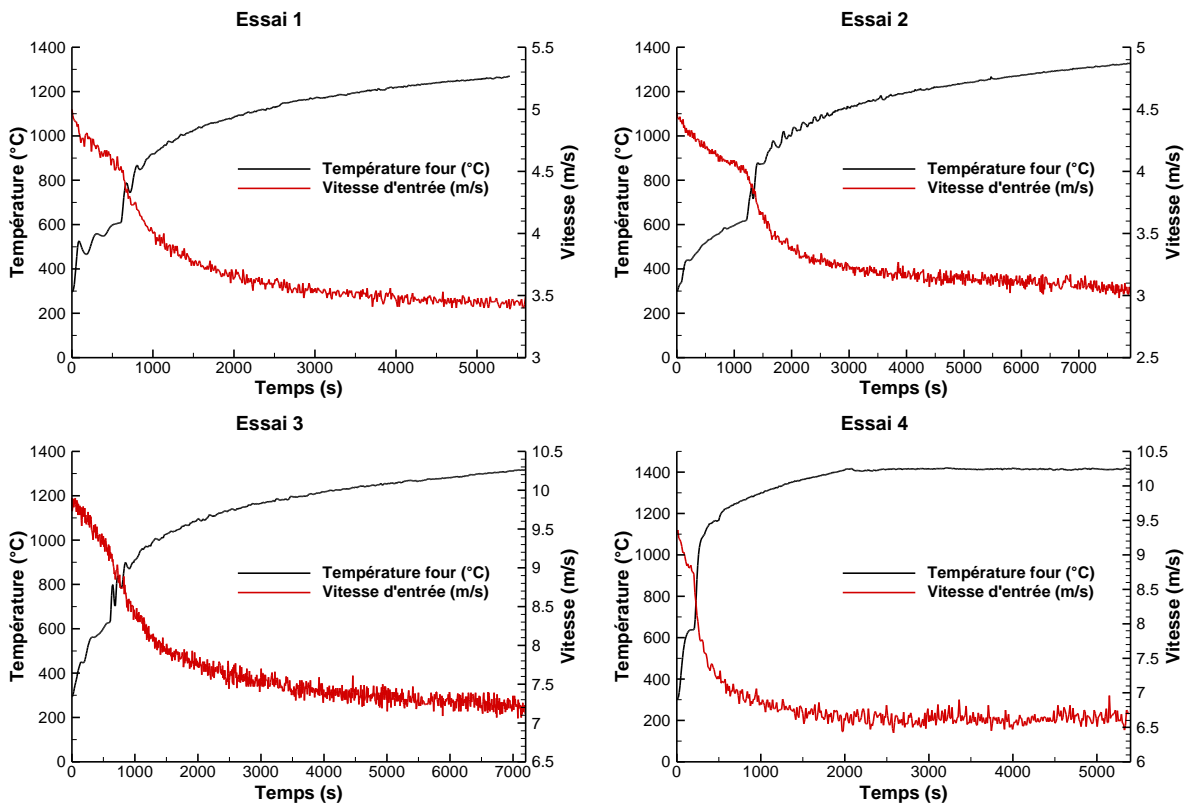 Essai 1
1400
1200
1000
800
600
400
200
0
Température (°C)
5.5
5
4.5
4
3.5
3
Vitesse (m/s)
Température four (°C)
Vitesse d'entrée (m/s)
0 1000 2000 3000 4000 5000
Temps (s)
Essai 2
1400
1200
1000
800
600
400
200
0
Température (°C)
5
4.5
4
3.5
3
2.5
Vitesse (m/s)
Température four (°C)
Vitesse d'entrée (m/s)
0 1000 2000 3000 4000 5000 6000 7000
Temps (s)
Essai 3
1400
1200
1000
800
600
400
200
0
Température (°C)
10.5
10
9.5
9
8.5
8
7.5
7
6.5
Vitesse (m/s)
Température four (°C)
Vitesse d'entrée (m/s)
0 1000 2000 3000 4000 5000 6000 7000
Temps (s)
Essai 4
1400
1200
1000
800
600
400
200
0
Température (°C)
10.5
10
9.5
9
8.5
8
7.5
7
6.5
6
Vitesse (m/s)
Température four (°C)
Vitesse d'entrée (m/s)
0 1000 2000 3000 4000 5000
Temps (s)